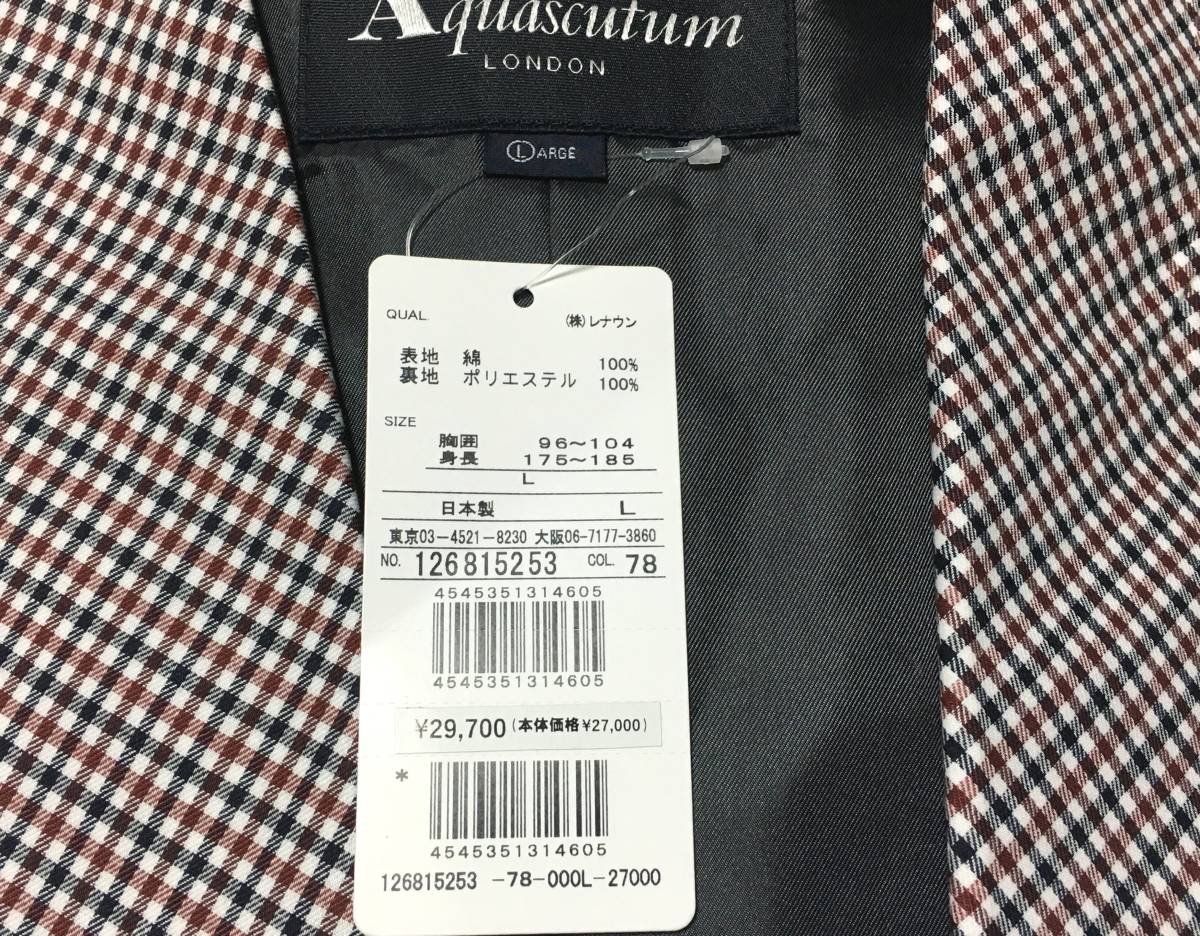 Aquascutum
LONDON
LARGE
QUAL. (株)レナウン
表地 綿 100%
裏地 ポリエステル 100%
SIZE
胸囲 96~104
身長 175~185
L
日本製 L
東京03-4521-8230 大阪06-7177-3860
NO. 126815253 COL. 78
4545351314605
4545351314605
¥29,700(本体価格¥27,000)
*
4545351314605
126815253 -78-000L-27000